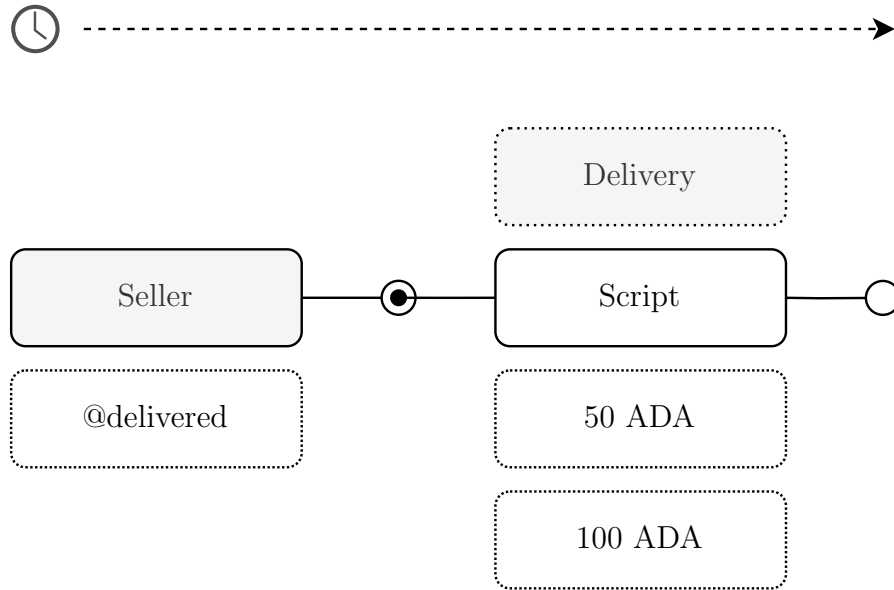 Delivery
Seller
Script
@delivered
50 ADA
100 ADA